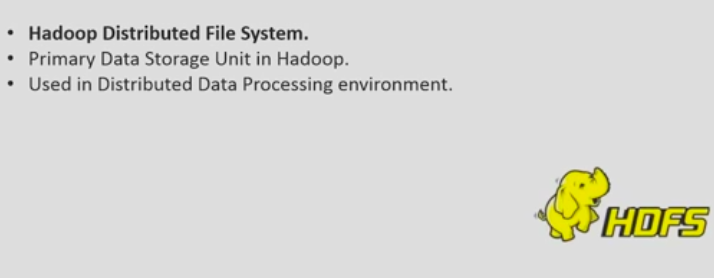 • Hadoop Distributed File System.
• Primary Data Storage Unit in Hadoop.
• Used in Distributed Data Processing environment.
HDFS